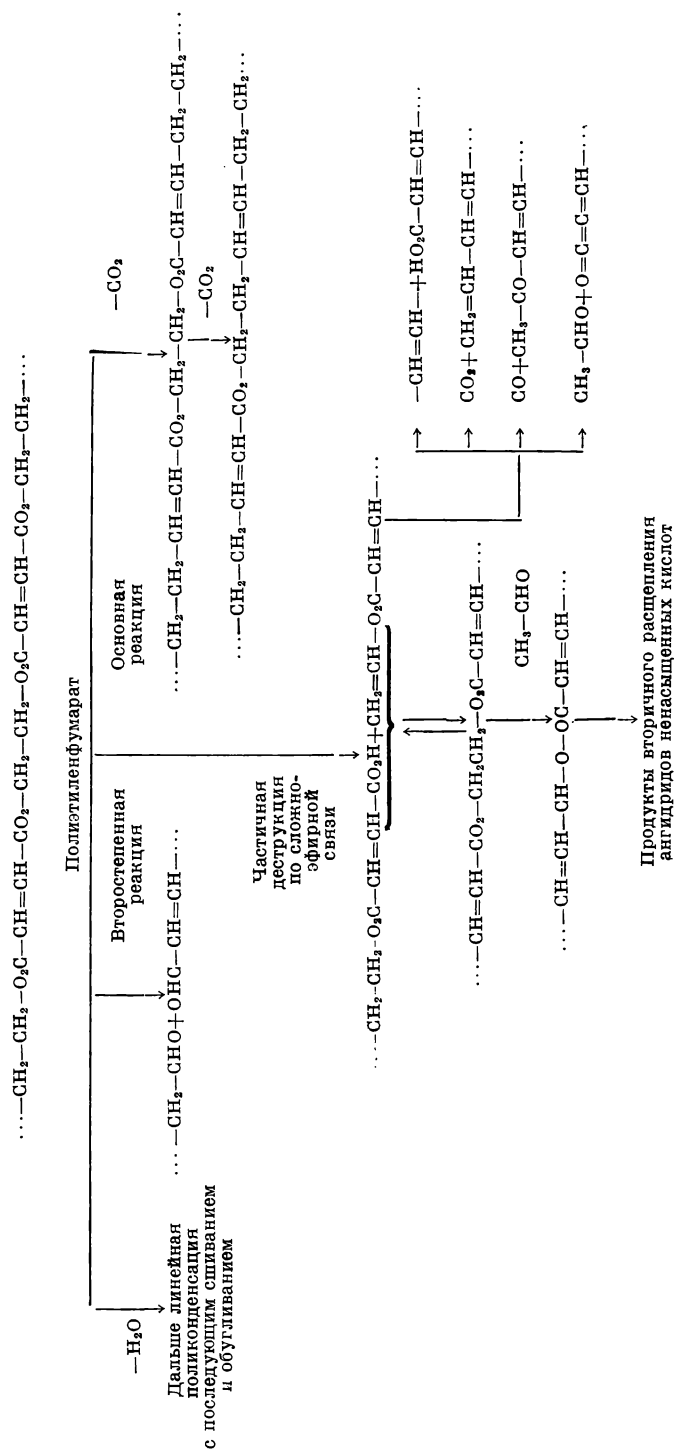 ····—CH₂—CH₂—O₂C—CH=CH—CO₂—CH₂—CH₂—O₂C—CH=CH—CO₂—CH₂—CH₂—···
Полиэтиленфумарат
—H₂O
Дальше линейная
поликонденсация
с последующим сшиванием
и обугливанием
Второстепенная
реакция
····—CH₂—CHO+OHC—CH=CH—···
Основная
реакция
—CO₂
····—CH₂—CH₂—CH=CH—CO₂—CH₂—CH₂—O₂C—CH=CH—CH₂—CH₂—···
—CO₂
····—CH₂—CH₂—CH=CH—CO₂—CH₂—CH₂—CH=CH—CH₂—CH₂···
Частичная
деструкция
по сложно-
эфирной
связи
····—CH₂—CH₂—O₂C—CH=CH—CO₂H+CH₂=CH—O₂C—CH=CH—···
····—CH=CH—CO₂—CH₂CH₂—O₂C—CH=CH—···
CH₃—CHO
····—CH=CH—CH—O—OC—CH=CH—···
Продукты вторичного расщепления
ангидридов ненасыщенных кислот
—CH=CH—+HO₂C—CH=CH—···
CO₂+CH₂=CH—CH=CH—···
CO+CH₃—CO—CH=CH—···
CH₃—CHO+O=C=C=CH—···